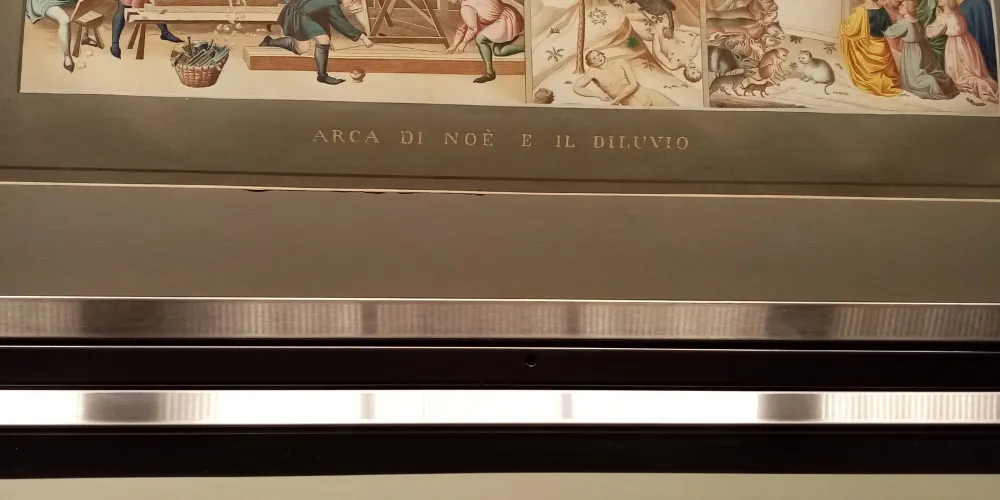 ARCA DI NOÈ E IL DILUVIO